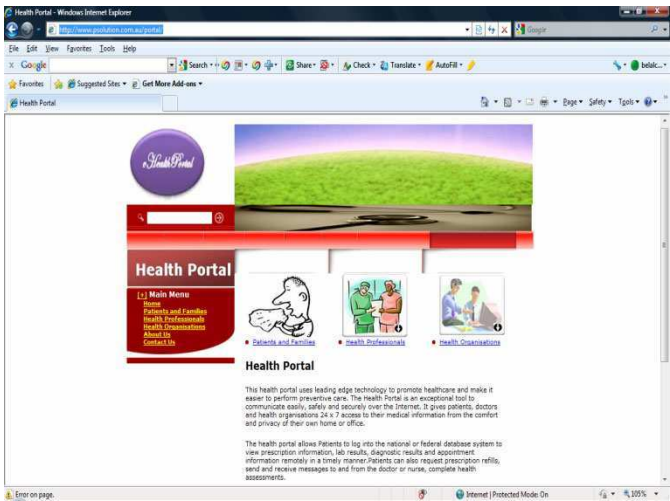 Health Portal - Windows Internet Explorer
http://www.psolution.com.au/portal/
Google
File Edit View Favorites Tools Help
x Google Search Share Check Translate AutoFill belalc...
Favorites Suggested Sites Get More Add-ons
Health Portal Page Safety Tools
eHealthPortal
Health Portal
[+] Main Menu
Home
Patients and Families
Health Professionals
Health Organisations
About Us
Contact Us
Patients and Families Health Professionals Health Organisations
Health Portal
This health portal uses leading edge technology to promote healthcare and make it
easier to perform preventive care. The Health Portal is an exceptional tool to
communicate easily, safely and securely over the Internet. It gives patients, doctors
and health organisations 24 x 7 access to their medical information from the comfort
and privacy of their own home or office.
The health portal allows Patients to log into the national or federal database system to
view prescription information, lab results, diagnostic results and appointment
information remotely in a timely manner.Patients can also request prescription refills,
send and receive messages to and from the doctor or nurse, complete health
assessments.
Error on page. Internet | Protected Mode: On 105%